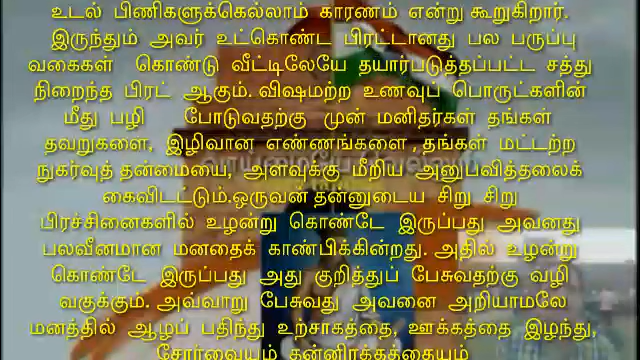 உடல் பிணிகளுக்கெல்லாம் காரணம் என்று கூறுகிறார்.
இருந்தும் அவர் உட்கொண்ட பிரட்டானது பல பருப்பு
வகைகள் கொண்டு வீட்டிலேயே தயார்படுத்தப்பட்ட சத்து
நிறைந்த பிரட் ஆகும். விஷமற்ற உணவுப் பொருட்களின்
மீது பழி போடுவதற்கு முன் மனிதர்கள் தங்கள்
தவறுகளை, இழிவான எண்ணங்களை , தங்கள் மட்டற்ற
நுகர்வுத் தன்மையை, அளவுக்கு மீறிய அனுபவித்தலைக்
கைவிடட்டும்.ஒருவன் தன்னுடைய சிறு சிறு
பிரச்சினைகளில் உழன்று கொண்டே இருப்பது அவனது
பலவீனமான மனதைக் காண்பிக்கின்றது. அதில் உழன்று
கொண்டே இருப்பது அது குறித்துப் பேசுவதற்கு வழி
வகுக்கும். அவ்வாறு பேசுவது அவனை அறியாமலே
மனத்தில் ஆழப் பதிந்து உற்சாகத்தை, ஊக்கத்தை இழந்து,
சோர்வையும் தன்னிரக்கத்தையும்